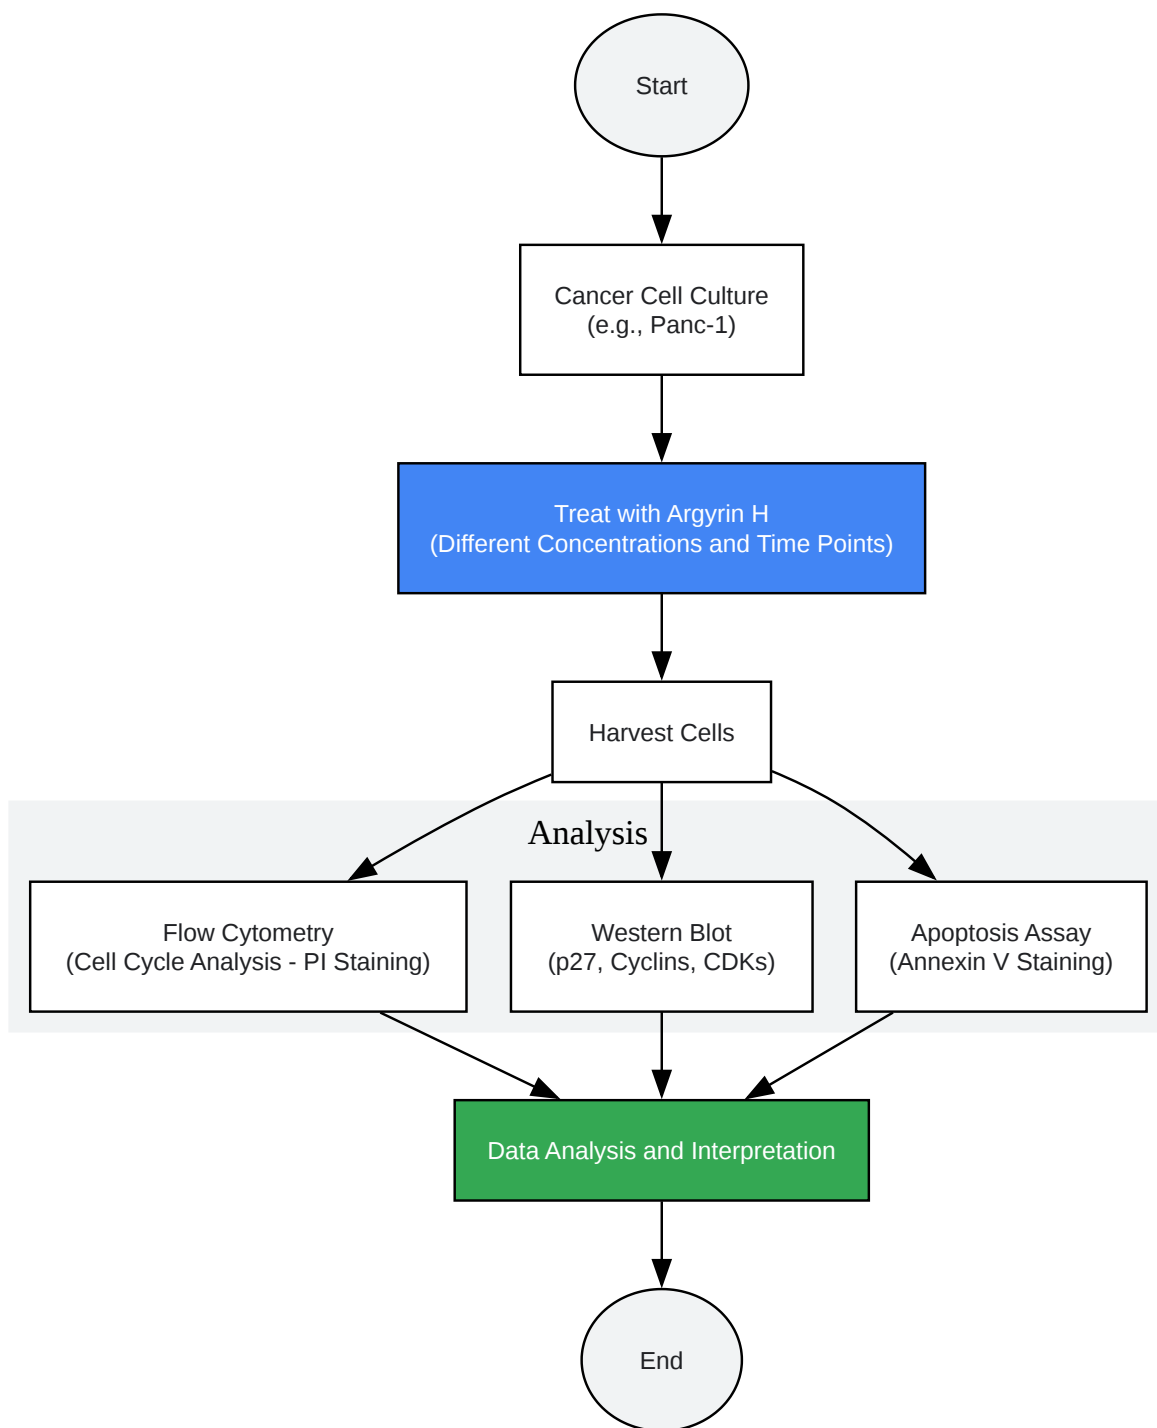 Start
Cancer Cell Culture
(e.g., Panc-1)
Treat with Argyrin H
(Different Concentrations and Time Points)
Harvest Cells
Analysis
Flow Cytometry
(Cell Cycle Analysis - PI Staining)
Western Blot
(p27, Cyclins, CDKs)
Apoptosis Assay
(Annexin V Staining)
Data Analysis and Interpretation
End